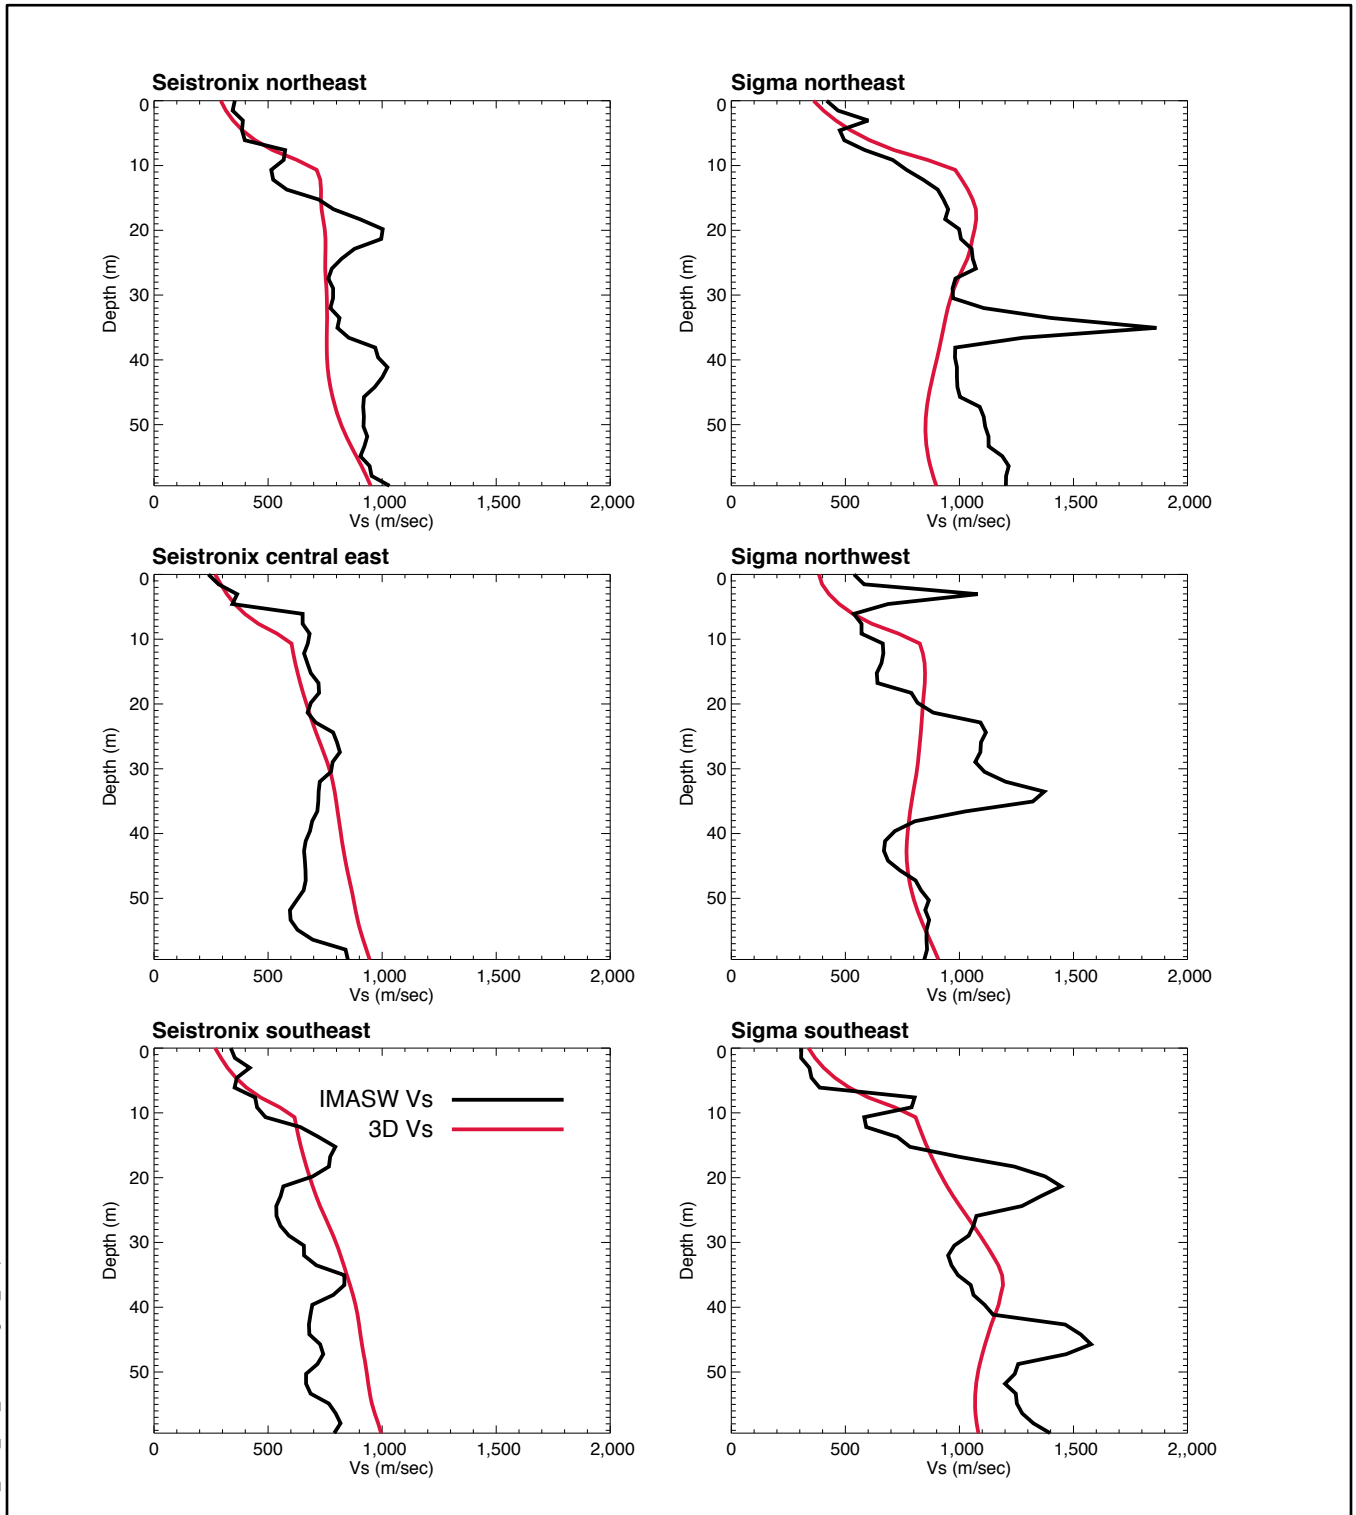 Seistronix northeast
0
10
20
30
40
50
Depth (m)
0 500 1,000 1,500 2,000
Vs (m/sec)
Sigma northeast
0
10
20
30
40
50
Depth (m)
0 500 1,000 1,500 2,000
Vs (m/sec)
Seistronix central east
0
10
20
30
40
50
Depth (m)
0 500 1,000 1,500 2,000
Vs (m/sec)
Sigma northwest
0
10
20
30
40
50
Depth (m)
0 500 1,000 1,500 2,000
Vs (m/sec)
Seistronix southeast
IMASW Vs
3D Vs
0
10
20
30
40
50
Depth (m)
0 500 1,000 1,500 2,000
Vs (m/sec)
Sigma southeast
0
10
20
30
40
50
Depth (m)
0 500 1,000 1,500 2,,000
Vs (m/sec)